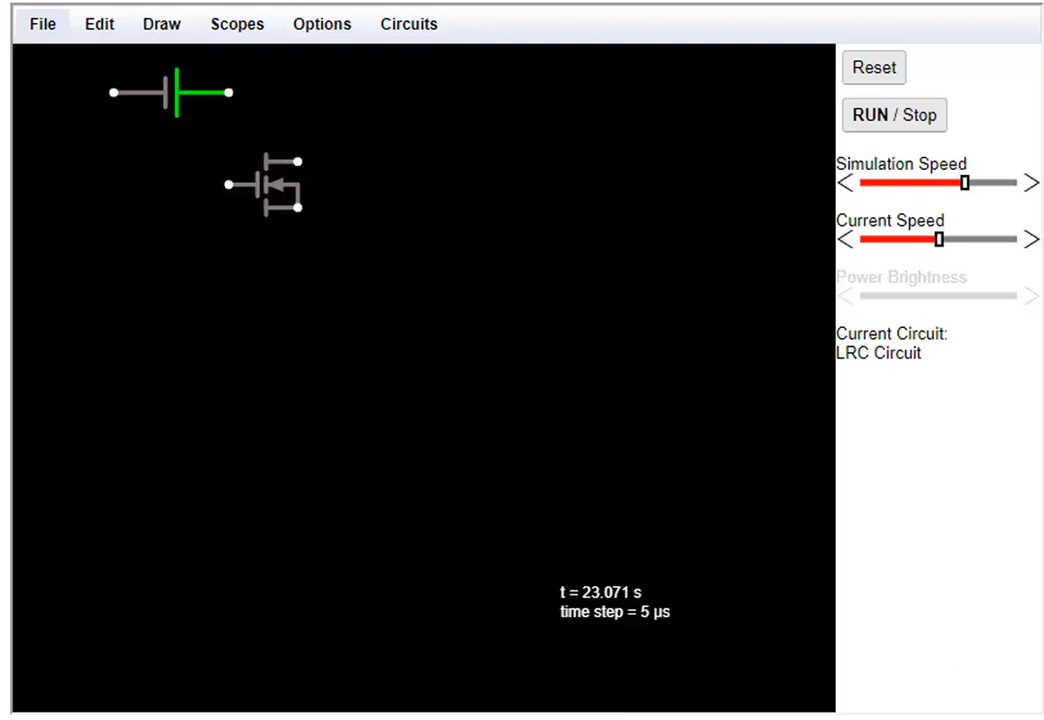 File Edit Draw Scopes Options Circuits
Reset
RUN / Stop
Simulation Speed
Current Speed
Power Brightness
Current Circuit:
LRC Circuit
t = 23.071 s
time step = 5 µs